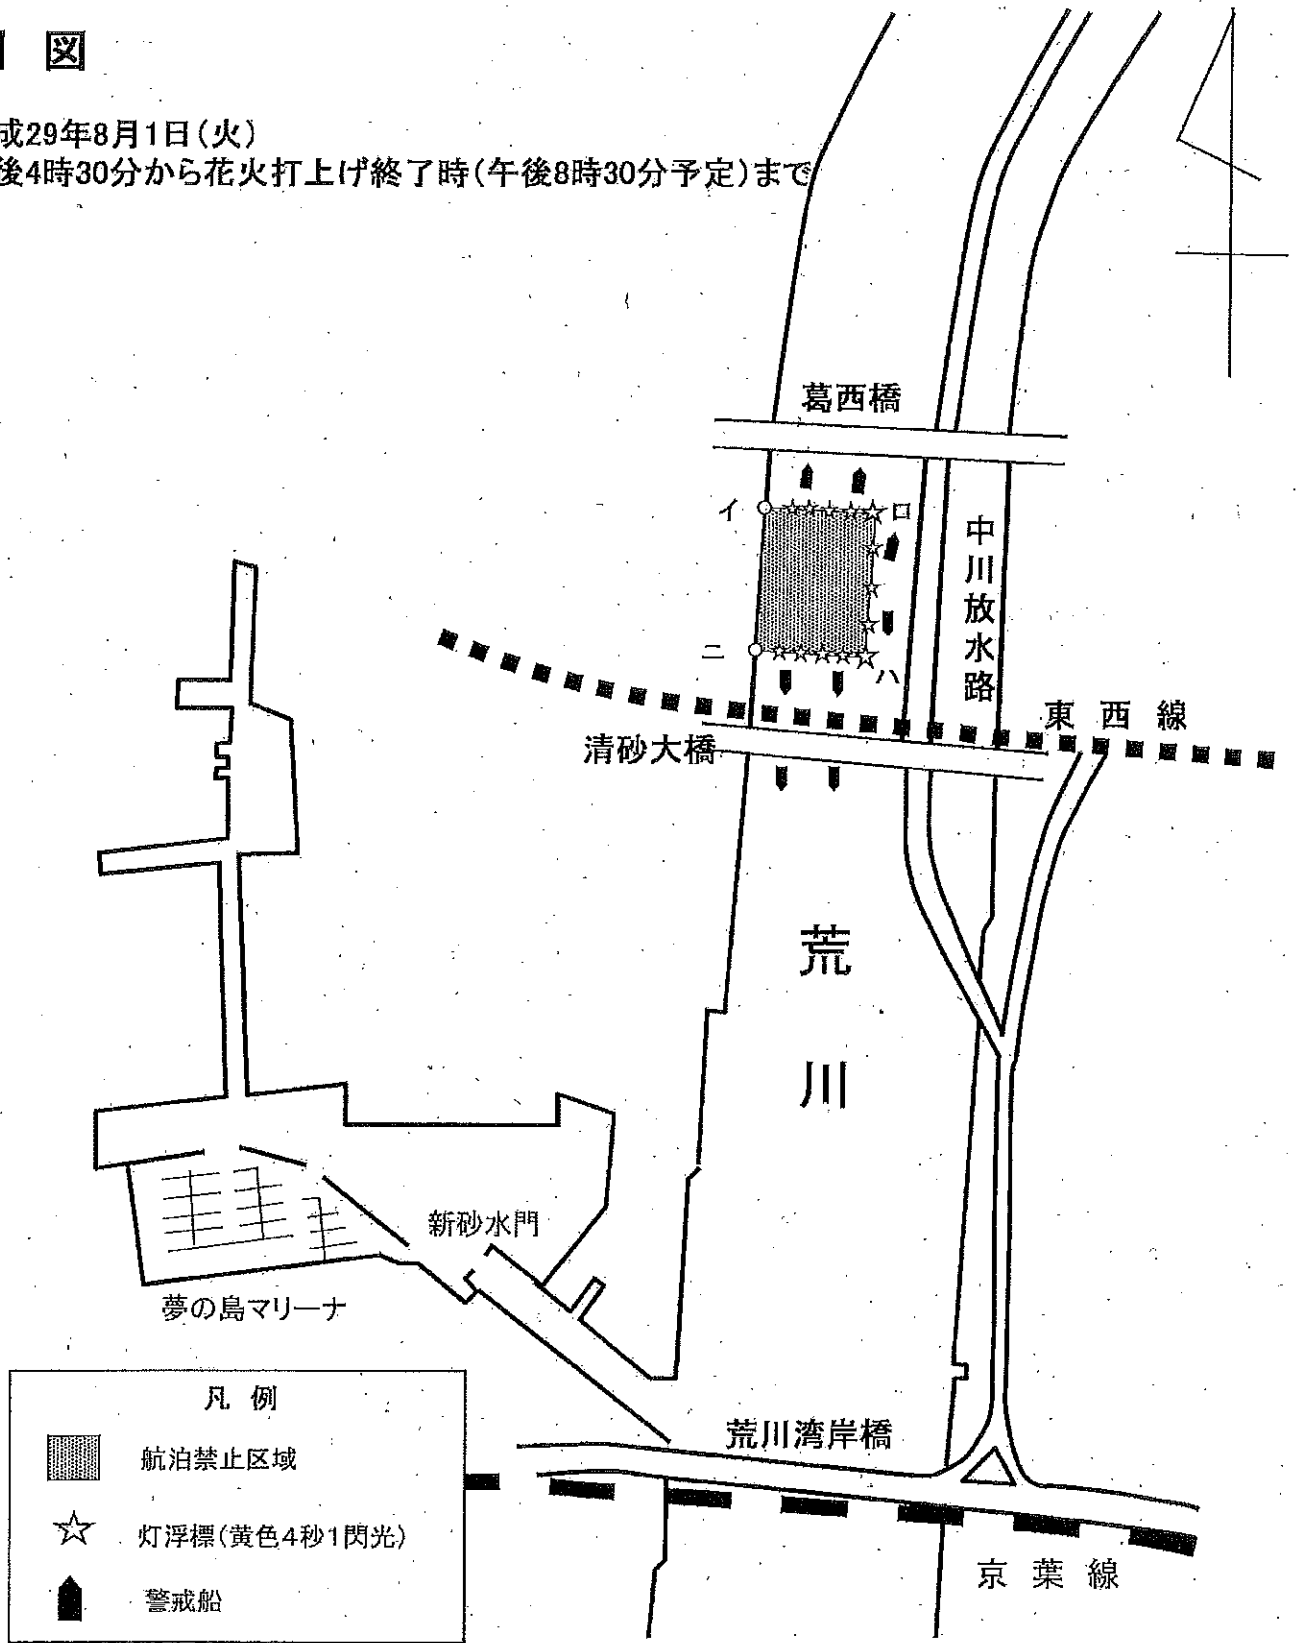 図
成29年8月1日(火)
後4時30分から花火打上げ終了時(午後8時30分予定)まで
葛西橋
イ
ロ
中川放水路
ニ
ハ
東西線
清砂大橋
荒川
新砂水門
夢の島マリーナ
凡例
航泊禁止区域
灯浮標(黄色4秒1閃光)
警戒船
荒川湾岸橋
京葉線